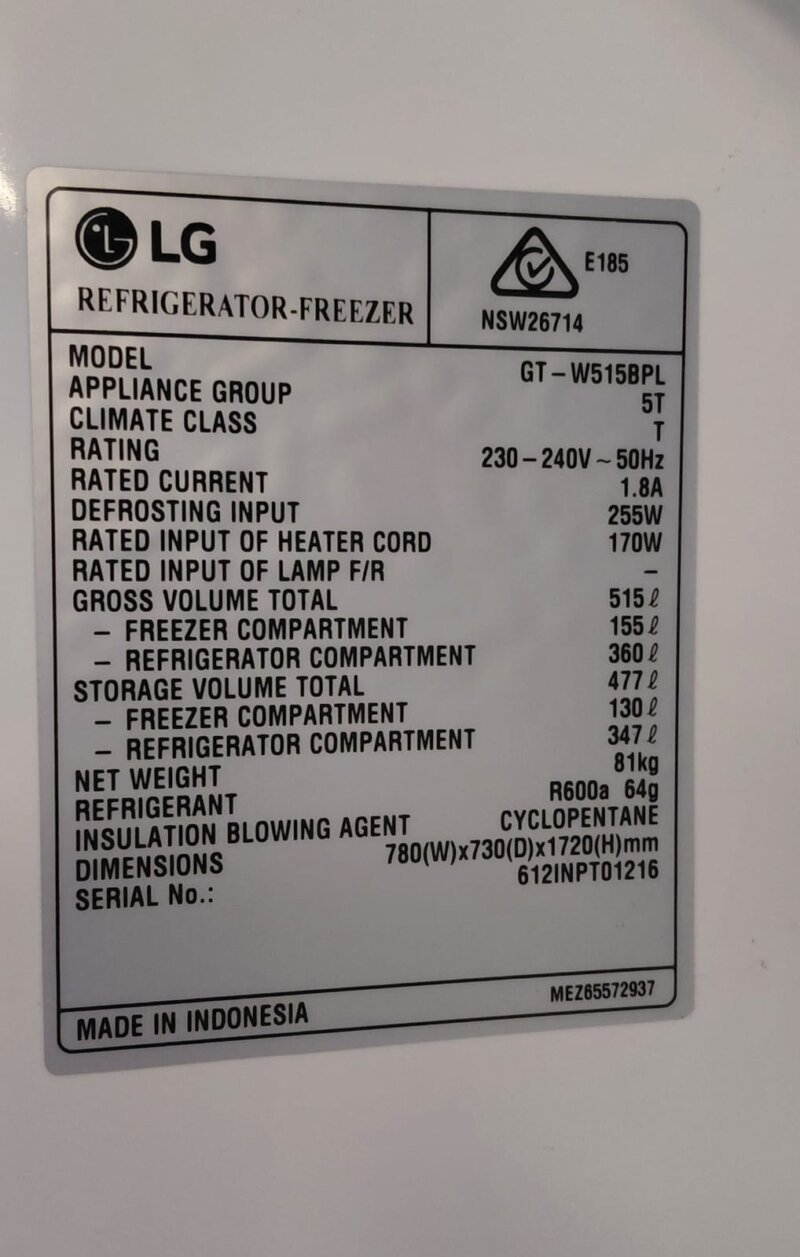 LG
REFRIGERATOR-FREEZER
E185
NSW26714
MODEL GT-W515BPL
APPLIANCE GROUP 5T
CLIMATE CLASS T
RATING 230-240V~50Hz
RATED CURRENT 1.8A
DEFROSTING INPUT 255W
RATED INPUT OF HEATER CORD 170W
RATED INPUT OF LAMP F/R -
GROSS VOLUME TOTAL 515ℓ
- FREEZER COMPARTMENT 155ℓ
- REFRIGERATOR COMPARTMENT 360ℓ
STORAGE VOLUME TOTAL 477ℓ
- FREEZER COMPARTMENT 130ℓ
- REFRIGERATOR COMPARTMENT 347ℓ
NET WEIGHT 81kg
REFRIGERANT R600a 64g
INSULATION BLOWING AGENT CYCLOPENTANE
DIMENSIONS 780(W)x730(D)x1720(H)mm
SERIAL No.: 612INPT01216
MADE IN INDONESIA MEZ65572937